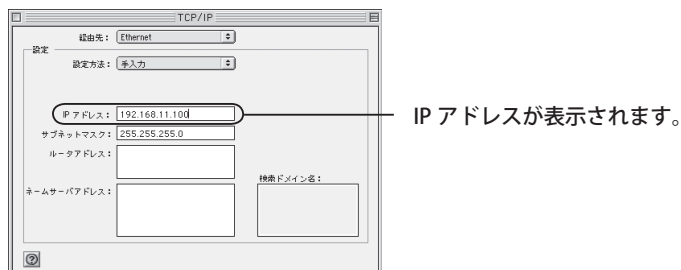 TCP/IP
経由先： Ethernet
設定
設定方法： 手入力
IP アドレス： 192.168.11.100
IP アドレスが表示されます。
サブネットマスク： 255.255.255.0
ルータアドレス：
検索ドメイン名：
ネームサーバアドレス：
?